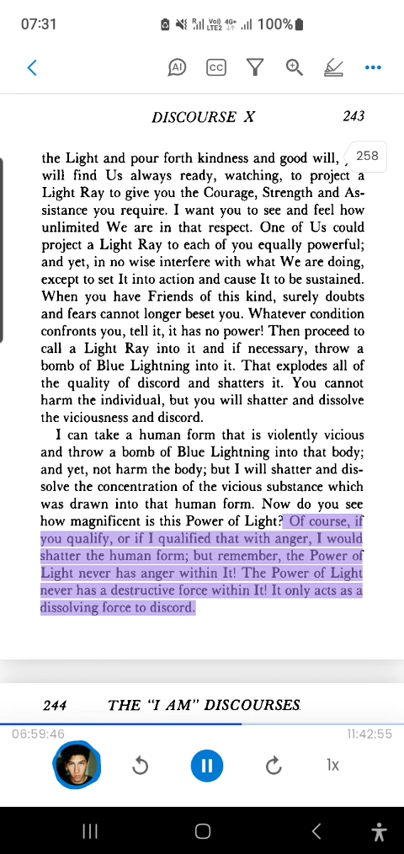 07:31
R Vo) 4G+
LTE2 100%
AI CC
DISCOURSE X 243
258
the Light and pour forth kindness and good will,
will find Us always ready, watching, to project a
Light Ray to give you the Courage, Strength and As-
sistance you require. I want you to see and feel how
unlimited We are in that respect. One of Us could
project a Light Ray to each of you equally powerful;
and yet, in no wise interfere with what We are doing,
except to set It into action and cause It to be sustained.
When you have Friends of this kind, surely doubts
and fears cannot longer beset you. Whatever condition
confronts you, tell it, it has no power! Then proceed to
call a Light Ray into it and if necessary, throw a
bomb of Blue Lightning into it. That explodes all of
the quality of discord and shatters it. You cannot
harm the individual, but you will shatter and dissolve
the viciousness and discord.
I can take a human form that is violently vicious
and throw a bomb of Blue Lightning into that body;
and yet, not harm the body; but I will shatter and dis-
solve the concentration of the vicious substance which
was drawn into that human form. Now do you see
how magnificent is this Power of Light? Of course, if
you qualify, or if I qualified that with anger, I would
shatter the human form; but remember, the Power of
Light never has anger within It! The Power of Light
never has a destructive force within It! It only acts as a
dissolving force to discord.
244 THE "I AM" DISCOURSES
06:59:46 11:42:55
1x